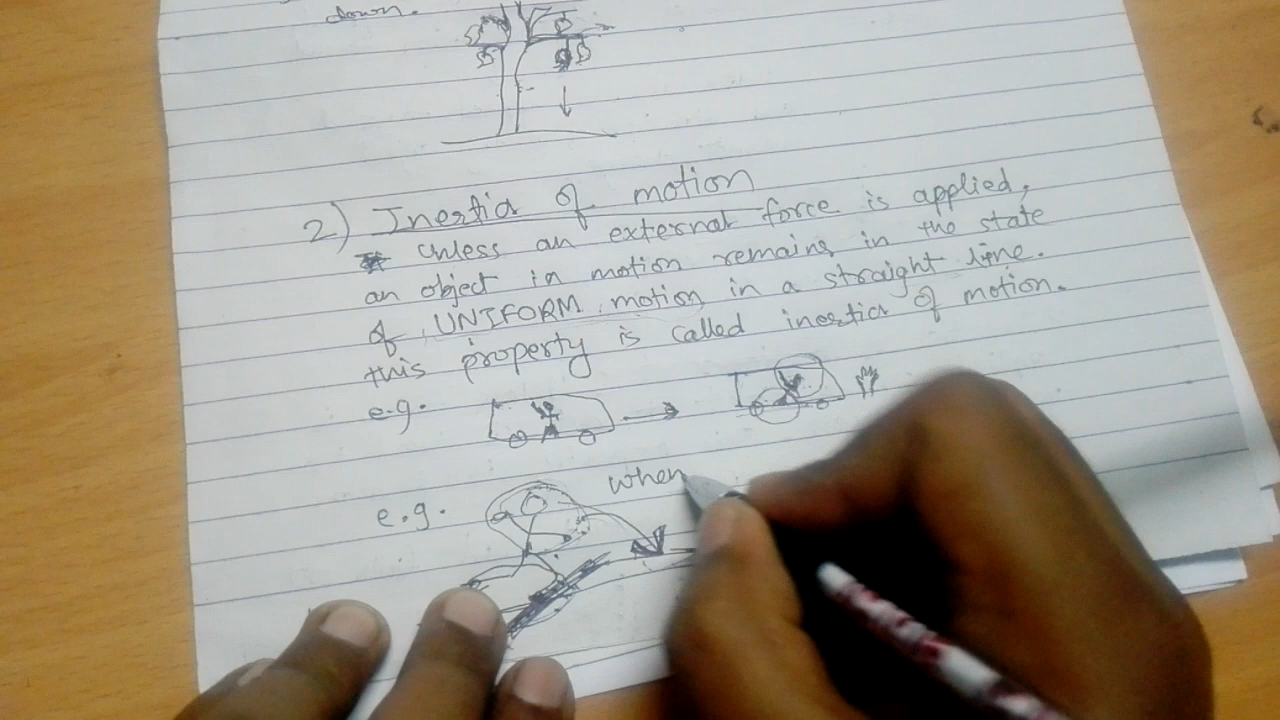 down.
2) Inertia of motion
unless an external force is applied,
an object in motion remains in the state
of UNIFORM motion in a straight line.
this property is called inertia of motion.
e.g.
e.g. when